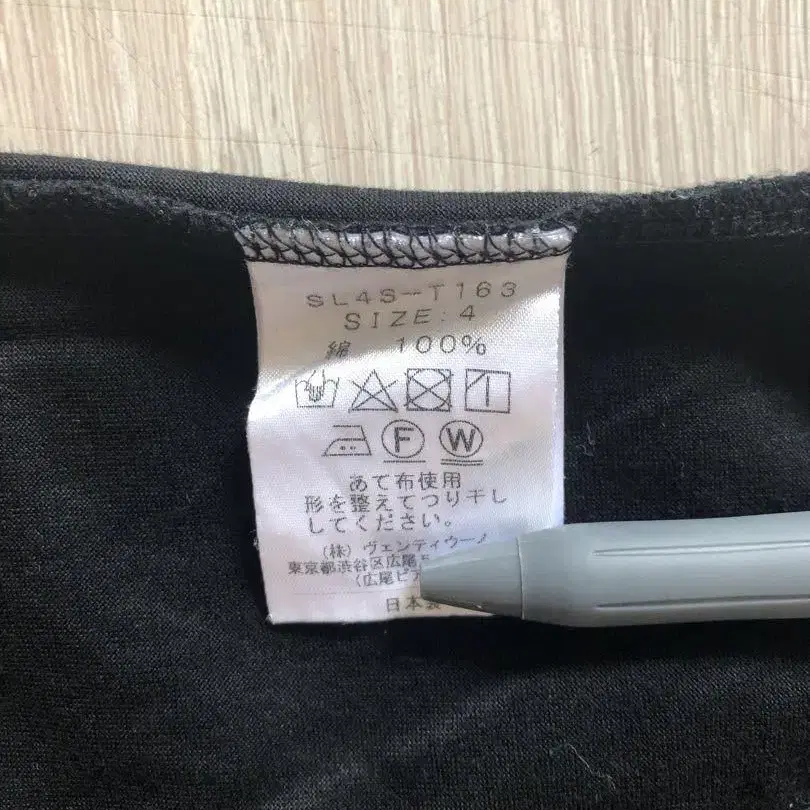 SL4S-T163
SIZE:4
綿 100%
F W
あて布使用
形を整えてつり干し
してください。
(株) ヴェンティウーノ
東京都渋谷区広尾
(広尾ピア
日本製